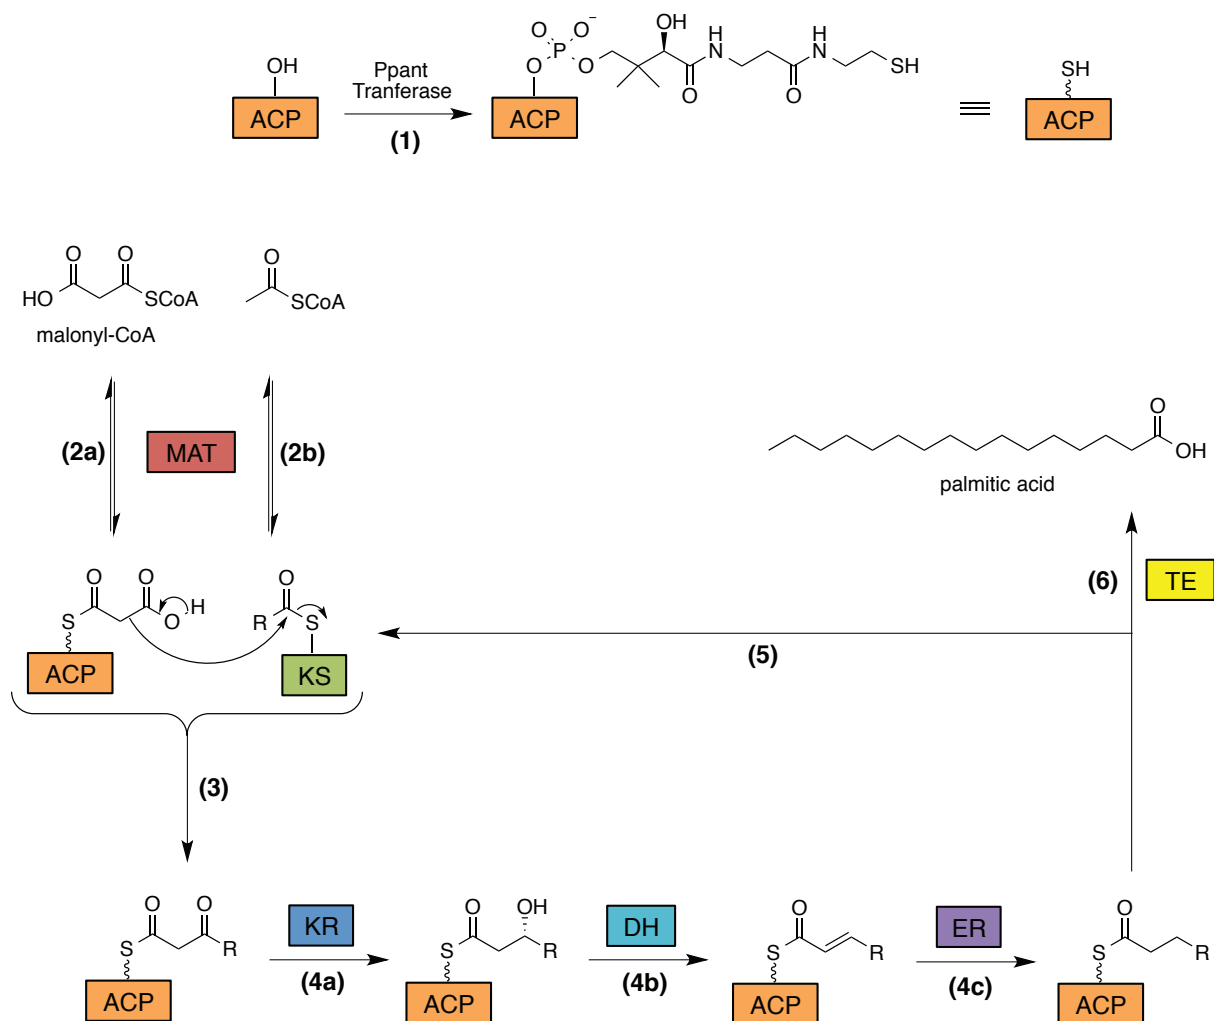 OH
ACP
Ppant
Tranferase
(1)
O O⁻
P
O O
OH
H
N
O
H
N
O
SH
ACP
SH
ACP
O O
HO SCoA
malonyl-CoA
O
SCoA
(2a)
MAT
(2b)
O
OH
palmitic acid
O O
S O H
ACP
O
R S
KS
(5)
(6)
TE
(3)
O O
S R
ACP
KR
(4a)
O OH
S R
ACP
DH
(4b)
O
S R
ACP
ER
(4c)
O
S R
ACP